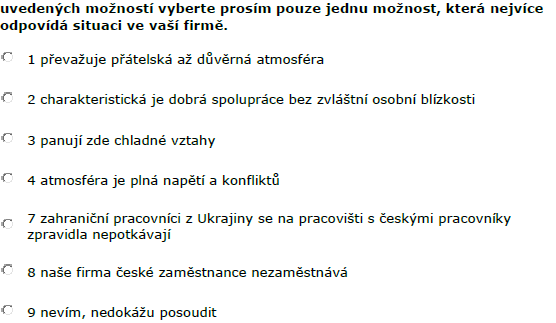 uvedených možností vyberte prosím pouze jednu možnost, která nejvíce
odpovídá situaci ve vaší firmě.
1 převažuje přátelská až důvěrná atmosféra
2 charakteristická je dobrá spolupráce bez zvláštní osobní blízkosti
3 panují zde chladné vztahy
4 atmosféra je plná napětí a konfliktů
7 zahraniční pracovníci z Ukrajiny se na pracovišti s českými pracovníky
zpravidla nepotkávají
8 naše firma české zaměstnance nezaměstnává
9 nevím, nedokážu posoudit